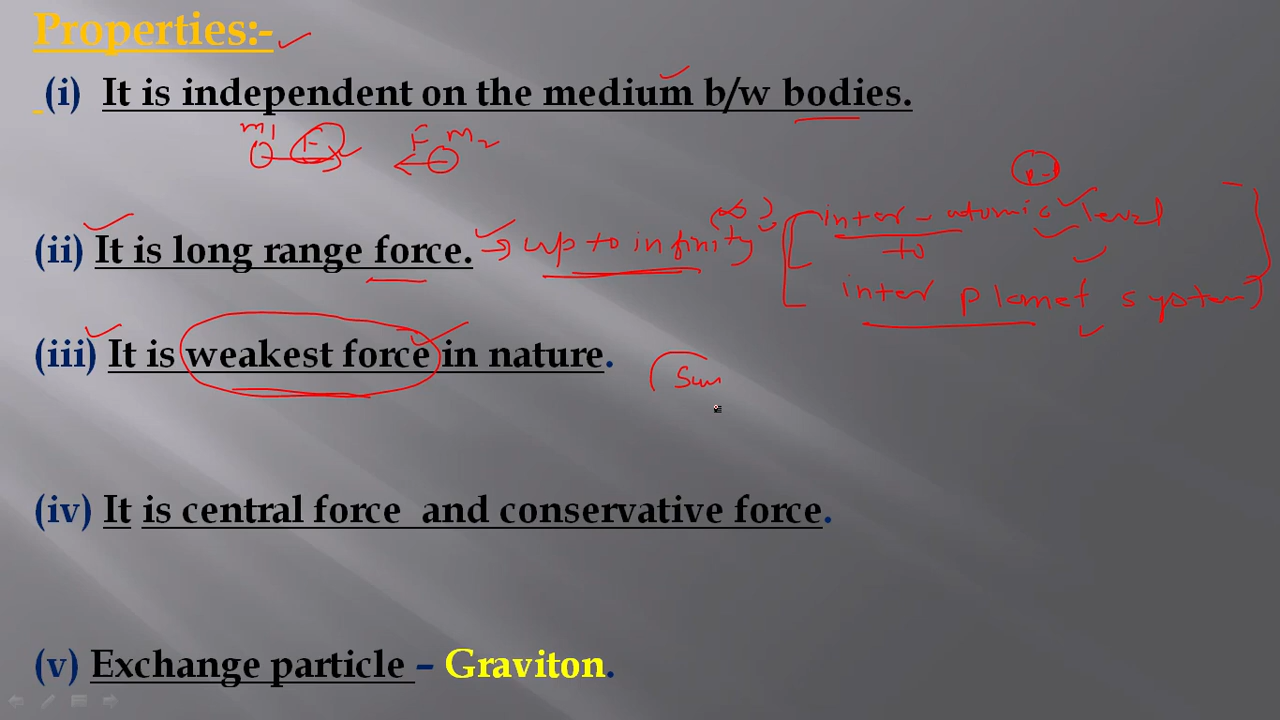 Properties:-
(i) It is independent on the medium b/w bodies.
m1 F F m2
(ii) It is long range force. → up to infinity (∞)
inter-atomic level
to
inter planet system
(iii) It is weakest force in nature.
Sun
(iv) It is central force and conservative force.
(v) Exchange particle – Graviton.